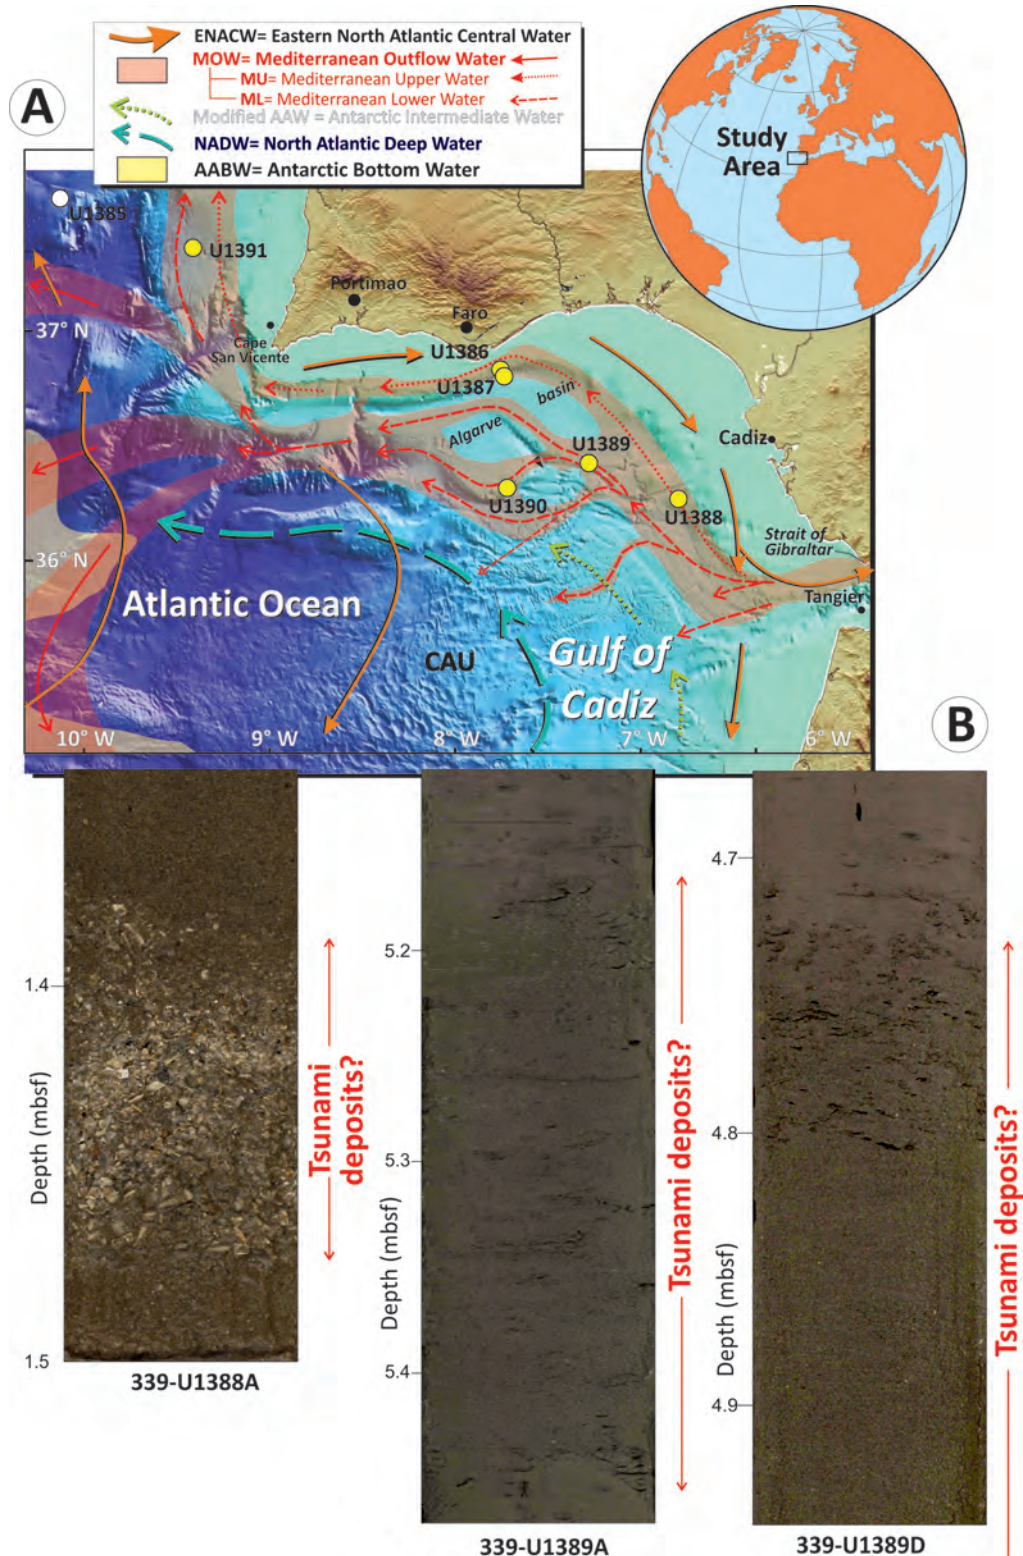 A
ENACW= Eastern North Atlantic Central Water
MOW= Mediterranean Outflow Water
MU= Mediterranean Upper Water
ML= Mediterranean Lower Water
Modified AAW = Antarctic Intermediate Water
NADW= North Atlantic Deep Water
AABW= Antarctic Bottom Water
Study
Area
U1385
U1391
Portimao
Faro
37° N
Cape
San Vicente
U1386
U1387
basin
Algarve
Cadiz
U1389
U1390
U1388
Strait of
Gibraltar
36° N
Tangier
Atlantic Ocean
CAU
Gulf of
Cadiz
10° W
9° W
8° W
7° W
6° W
B
1.4
1.5
Depth (mbsf)
Tsunami
deposits?
339-U1388A
5.2
5.3
5.4
Depth (mbsf)
Tsunami deposits?
339-U1389A
4.7
4.8
4.9
Depth (mbsf)
Tsunami deposits?
339-U1389D